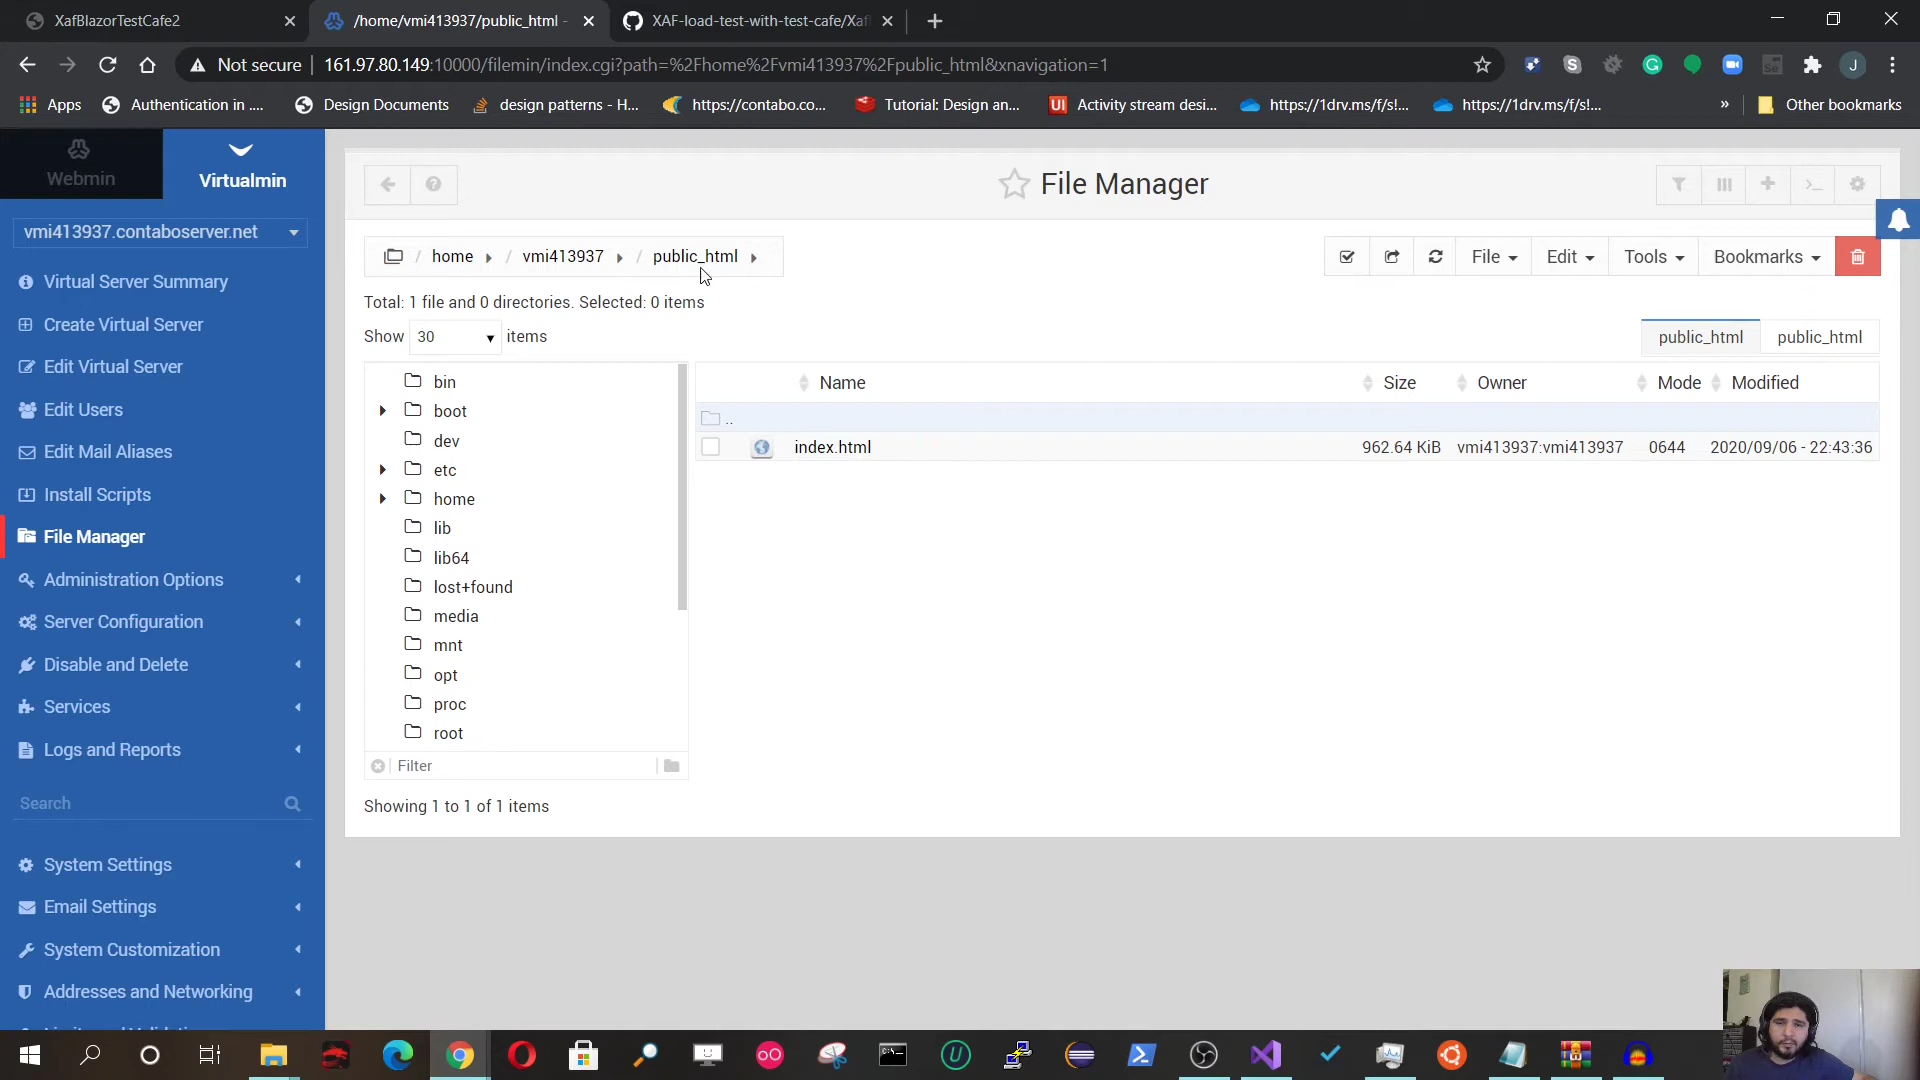 XafBlazorTestCafe2
/home/vmi413937/public_html -
XAF-load-test-with-test-cafe/Xaf
Not secure
161.97.80.149:10000/filemin/index.cgi?path=%2Fhome%2Fvmi413937%2Fpublic_html&xnavigation=1
J
Apps
Authentication in ....
Design Documents
design patterns - H...
https://contabo.co...
Tutorial: Design an...
UI
Activity stream desi...
https://1drv.ms/f/s!...
https://1drv.ms/f/s!...
»
Other bookmarks
Webmin
Virtualmin
vmi413937.contaboserver.net
Virtual Server Summary
Create Virtual Server
Edit Virtual Server
Edit Users
Edit Mail Aliases
Install Scripts
File Manager
Administration Options
Server Configuration
Disable and Delete
Services
Logs and Reports
Search
System Settings
Email Settings
System Customization
Addresses and Networking
File Manager
/ home / vmi413937 / public_html
File
Edit
Tools
Bookmarks
Total: 1 file and 0 directories. Selected: 0 items
Show 30 items
public_html
public_html
bin
boot
dev
etc
home
lib
lib64
lost+found
media
mnt
opt
proc
root
Filter
Name Size Owner Mode Modified
..
index.html 962.64 KiB vmi413937:vmi413937 0644 2020/09/06 - 22:43:36
Showing 1 to 1 of 1 items